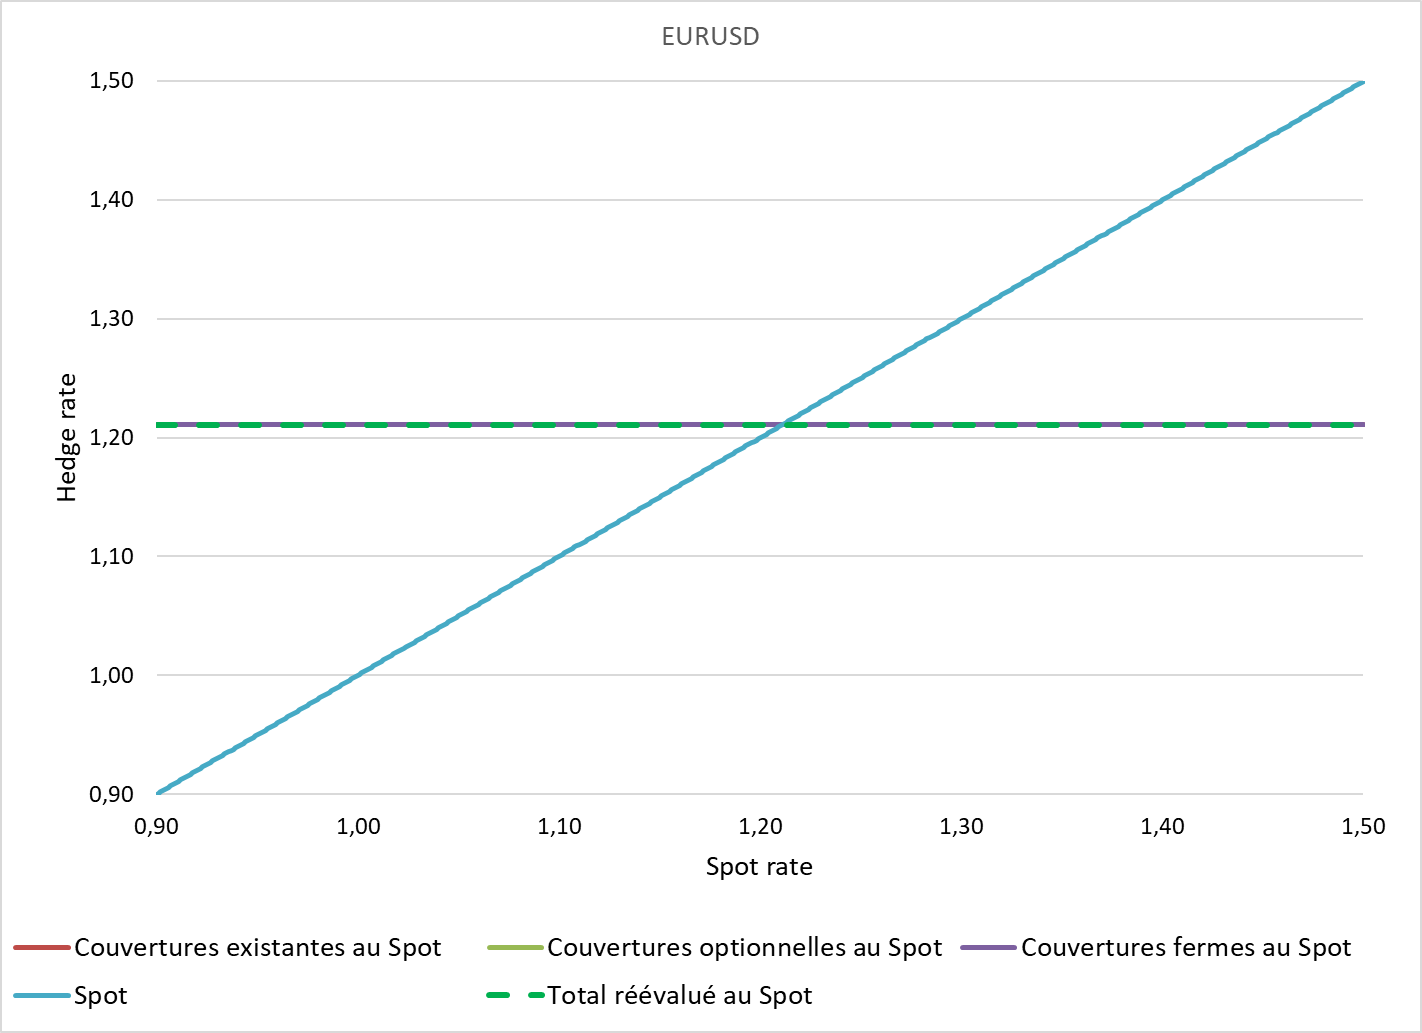 EURUSD
1,50
1,40
1,30
1,20
1,10
1,00
0,90
Hedge rate
0,90 1,00 1,10 1,20 1,30 1,40 1,50
Spot rate
Couvertures existantes au Spot Couvertures optionnelles au Spot Couvertures fermes au Spot
Spot Total réévalué au Spot